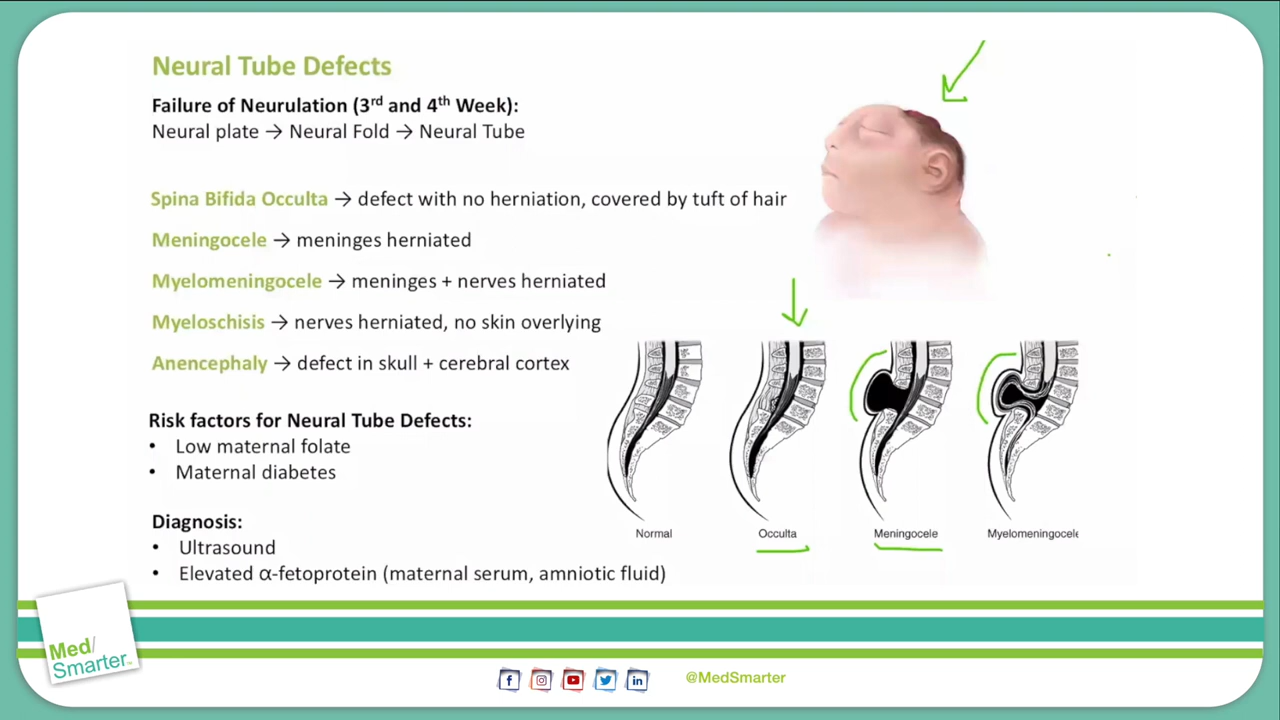 Neural Tube Defects
Failure of Neurulation (3rd and 4th Week):
Neural plate → Neural Fold → Neural Tube
Spina Bifida Occulta → defect with no herniation, covered by tuft of hair
Meningocele → meninges herniated
Myelomeningocele → meninges + nerves herniated
Myeloschisis → nerves herniated, no skin overlying
Anencephaly → defect in skull + cerebral cortex
Risk factors for Neural Tube Defects:
• Low maternal folate
• Maternal diabetes
Diagnosis:
• Ultrasound
• Elevated α-fetoprotein (maternal serum, amniotic fluid)
Normal
Occulta
Meningocele
Myelomeningocele
Med/
Smarter™
@MedSmarter